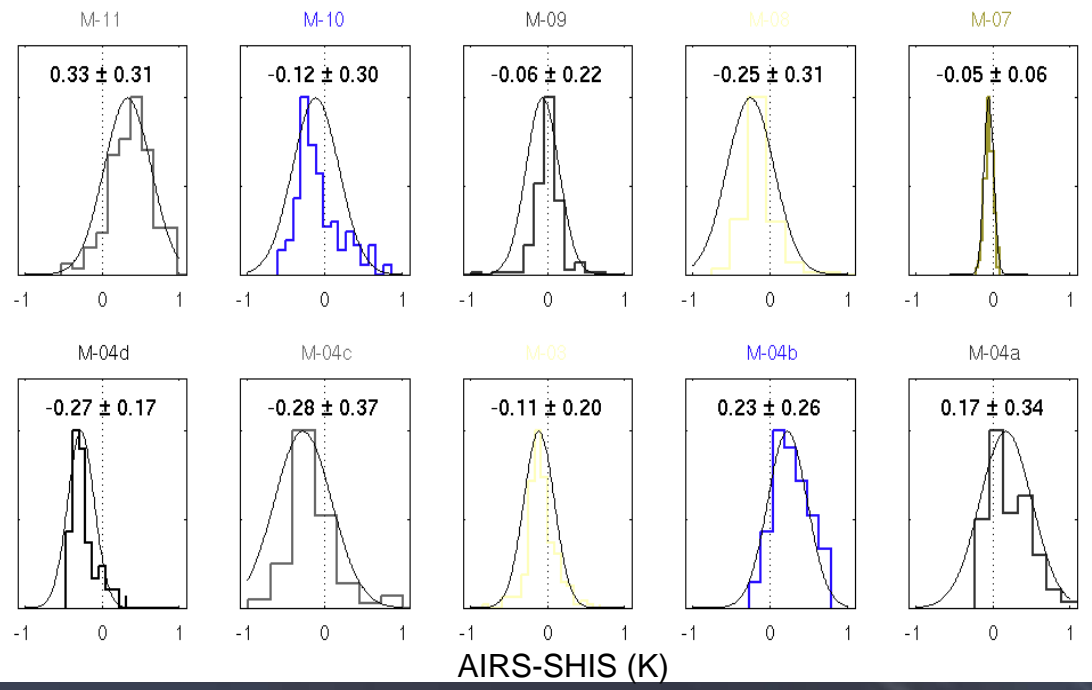 M-11 M-10 M-09 M-08 M-07
0.33 ± 0.31 -0.12 ± 0.30 -0.06 ± 0.22 -0.25 ± 0.31 -0.05 ± 0.06
-1 0 1 -1 0 1 -1 0 1 -1 0 1 -1 0 1
M-04d M-04c M-05 M-04b M-04a
-0.27 ± 0.17 -0.28 ± 0.37 -0.11 ± 0.20 0.23 ± 0.26 0.17 ± 0.34
-1 0 1 -1 0 1 -1 0 1 -1 0 1 -1 0 1
AIRS-SHIS (K)